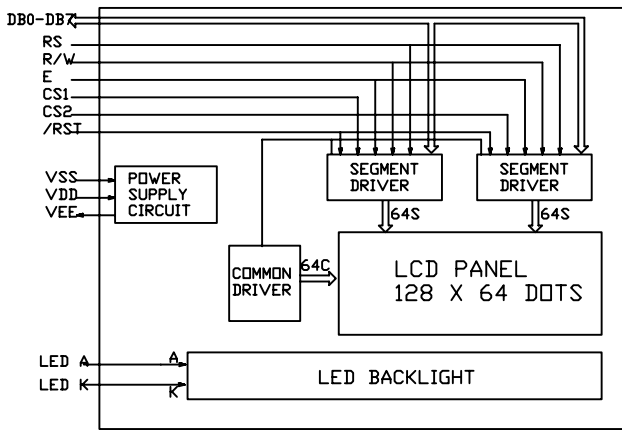 DB0-DB7
RS
R/W
E
CS1
CS2
/RST
SEGMENT
DRIVER
SEGMENT
DRIVER
VSS
VDD
VEE
POWER
SUPPLY
CIRCUIT
64S
64S
COMMON
DRIVER
64C
LCD PANEL
128 X 64 DOTS
LED A
A
LED K
K
LED BACKLIGHT